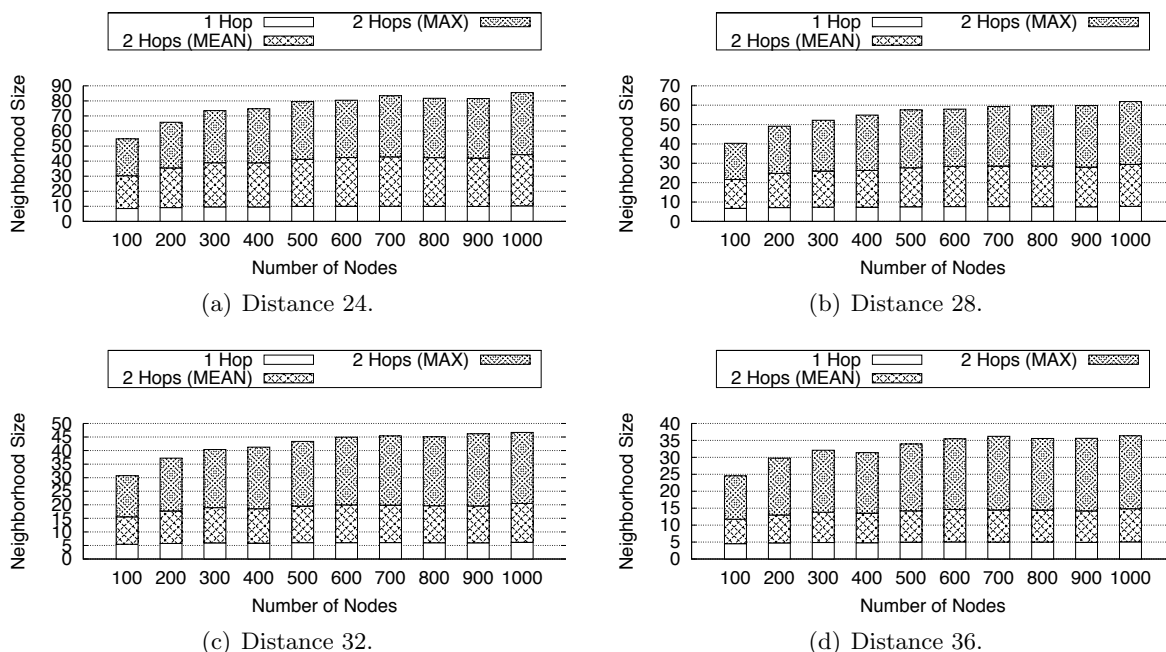 1 Hop
2 Hops (MEAN)
2 Hops (MAX)
Neighborhood Size
90
80
70
60
50
40
30
20
10
0
100 200 300 400 500 600 700 800 900 1000
Number of Nodes
(a) Distance 24.
1 Hop
2 Hops (MEAN)
2 Hops (MAX)
Neighborhood Size
70
60
50
40
30
20
10
0
100 200 300 400 500 600 700 800 900 1000
Number of Nodes
(b) Distance 28.
1 Hop
2 Hops (MEAN)
2 Hops (MAX)
Neighborhood Size
50
45
40
35
30
25
20
15
10
5
0
100 200 300 400 500 600 700 800 900 1000
Number of Nodes
(c) Distance 32.
1 Hop
2 Hops (MEAN)
2 Hops (MAX)
Neighborhood Size
40
35
30
25
20
15
10
5
0
100 200 300 400 500 600 700 800 900 1000
Number of Nodes
(d) Distance 36.